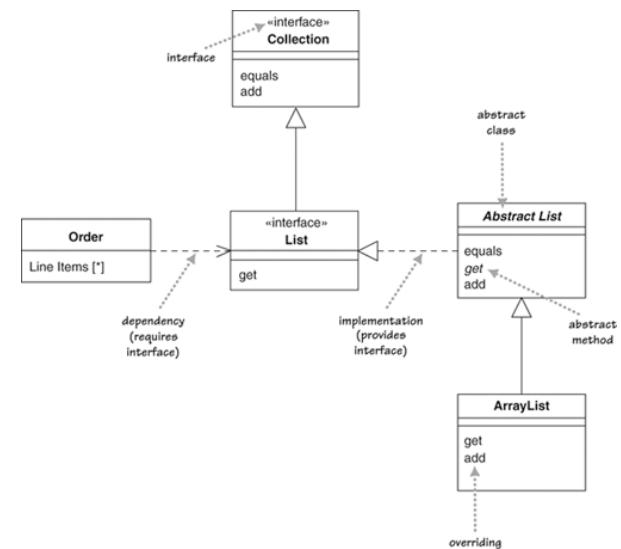 «interface»
Collection
interface
equals
add
abstract
class
Order
Line Items [*]
«interface»
List
get
Abstract List
equals
get
add
dependency
(requires
interface)
implementation
(provides
interface)
abstract
method
ArrayList
get
add
overriding